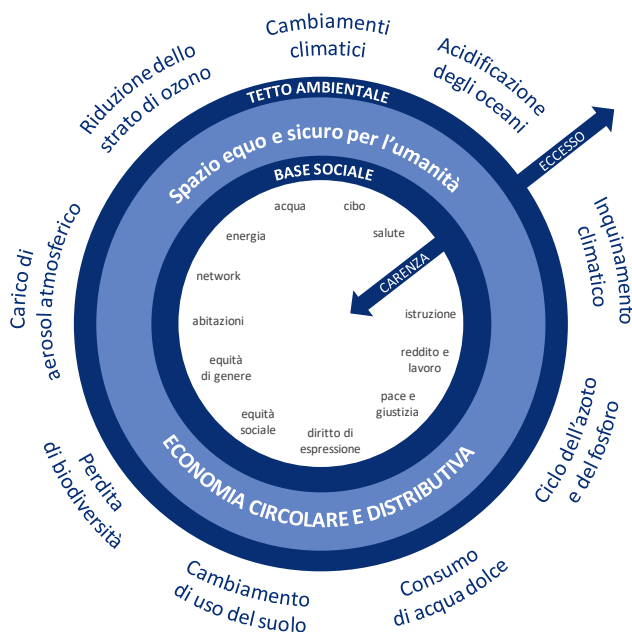 Cambiamenti
climatici
Acidificazione
degli oceani
Inquinamento
climatico
Ciclo dell'azoto
e del fosforo
Consumo
di acqua dolce
Cambiamento
di uso del suolo
Perdita
di biodiversità
Carico di
aerosol atmosferico
Riduzione dello
strato di ozono
TETTO AMBIENTALE
ECCESSO
Spazio equo e sicuro per l'umanità
BASE SOCIALE
CARENZA
acqua
cibo
salute
istruzione
reddito e
lavoro
pace e
giustizia
diritto di
espressione
equità
sociale
equità
di genere
abitazioni
network
energia
ECONOMIA CIRCOLARE E DISTRIBUTIVA